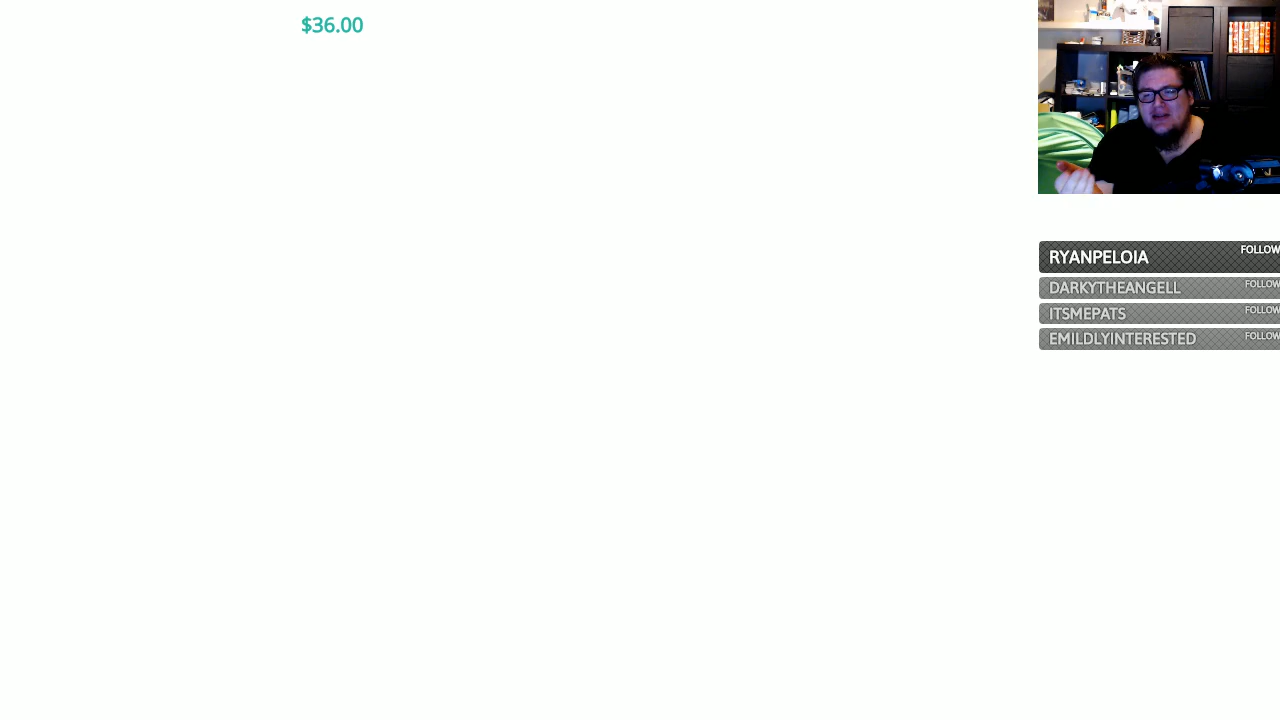 $36.00
RYANPELOIA FOLLOW
DARKYTHEANGELL FOLLOW
ITSMEPATS FOLLOW
EMILDLYINTERESTED FOLLOW